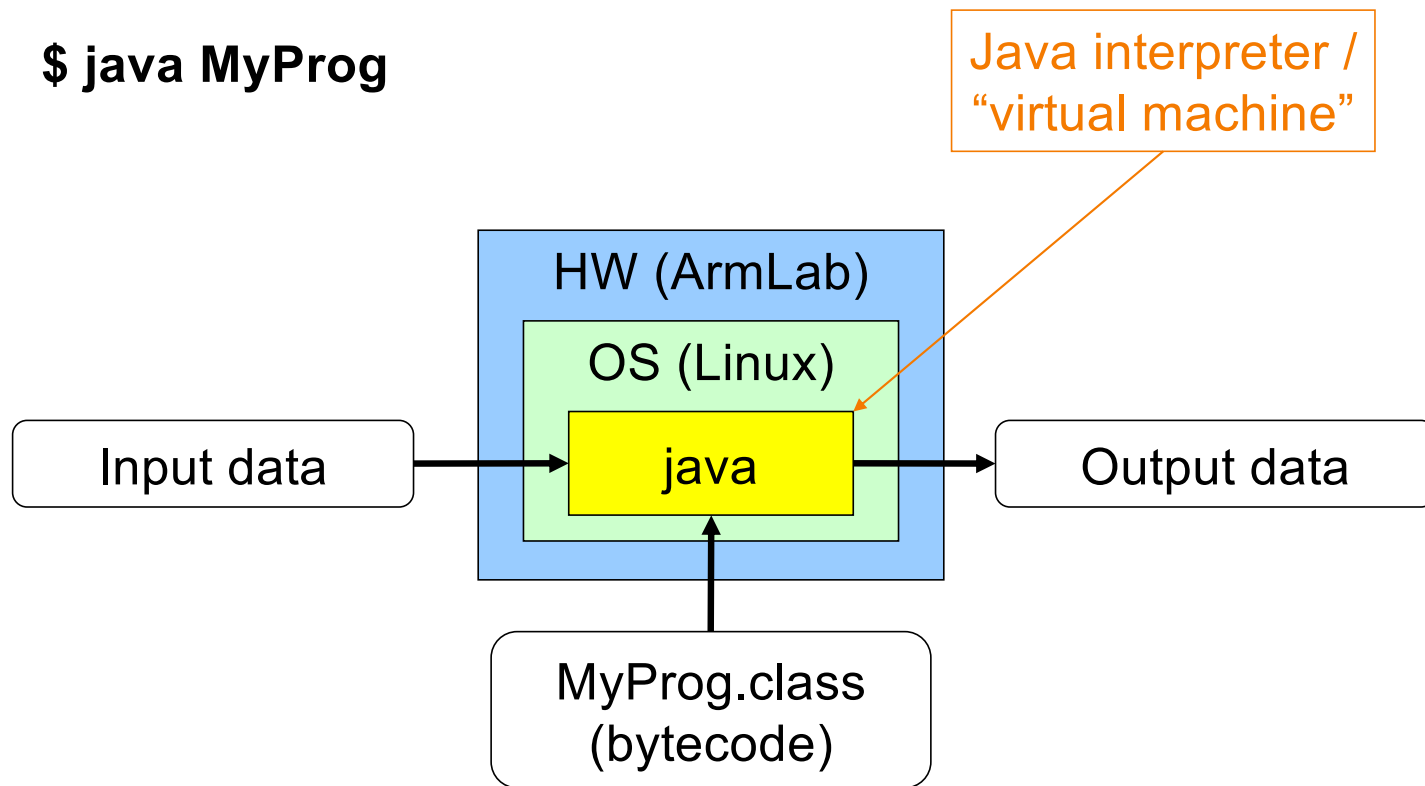 $ java MyProg
Java interpreter /
“virtual machine”
HW (ArmLab)
OS (Linux)
Input data
java
Output data
MyProg.class
(bytecode)